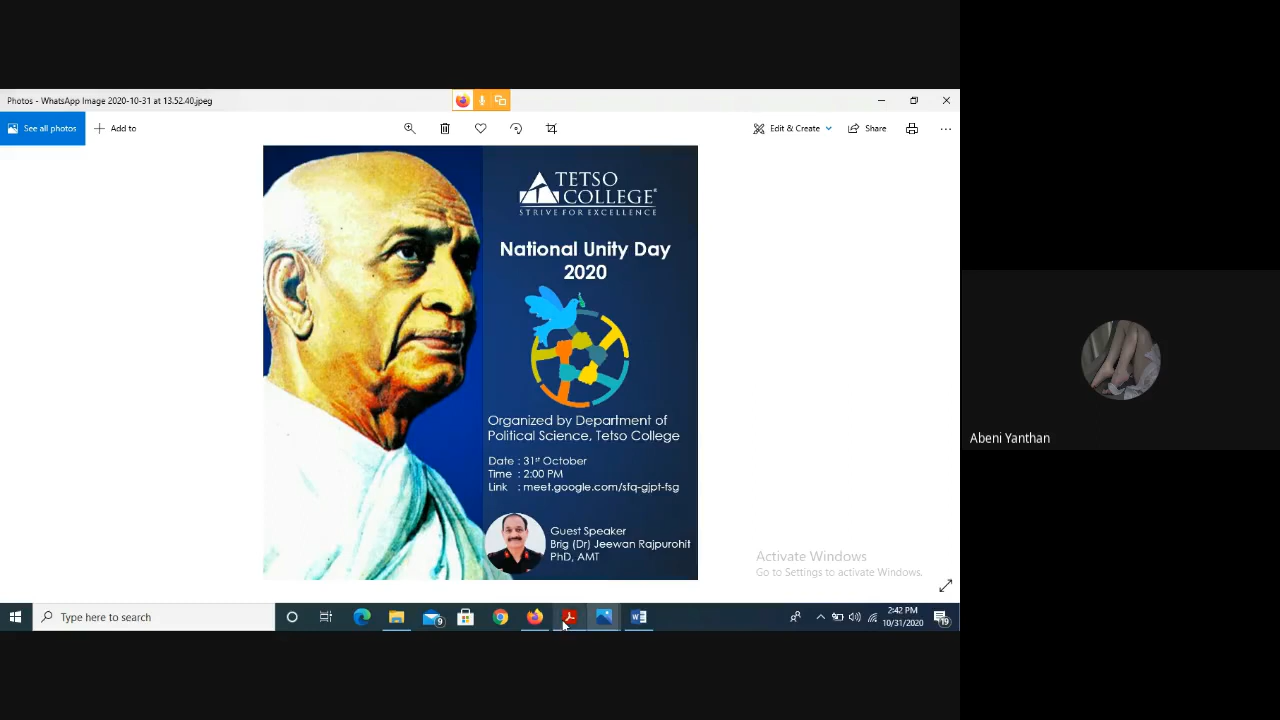 Photos - WhatsApp Image 2020-10-31 at 13.52.40.jpeg
See all photos
Add to
Edit & Create
Share
TETSO
COLLEGE®
STRIVE FOR EXCELLENCE
National Unity Day
2020
Organized by Department of
Political Science, Tetso College
Date : 31st October
Time : 2:00 PM
Link : meet.google.com/sfq-gjpt-fsg
Guest Speaker
Brig (Dr) Jeewan Rajpurohit
PhD, AMT
Abeni Yanthan
Activate Windows
Go to Settings to activate Windows.
Type here to search
9
2:42 PM
10/31/2020
19